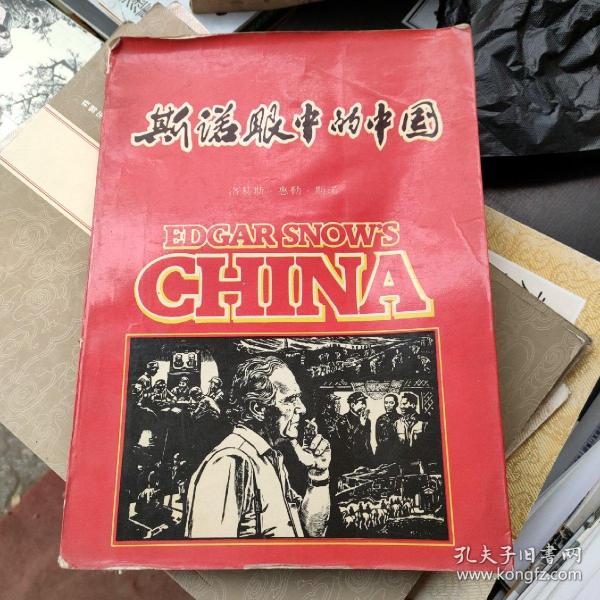 斯诺眼中的中国
洛易斯·惠勒·斯诺
EDGAR SNOW'S
CHINA
孔夫子旧书网
www.kongfz.com